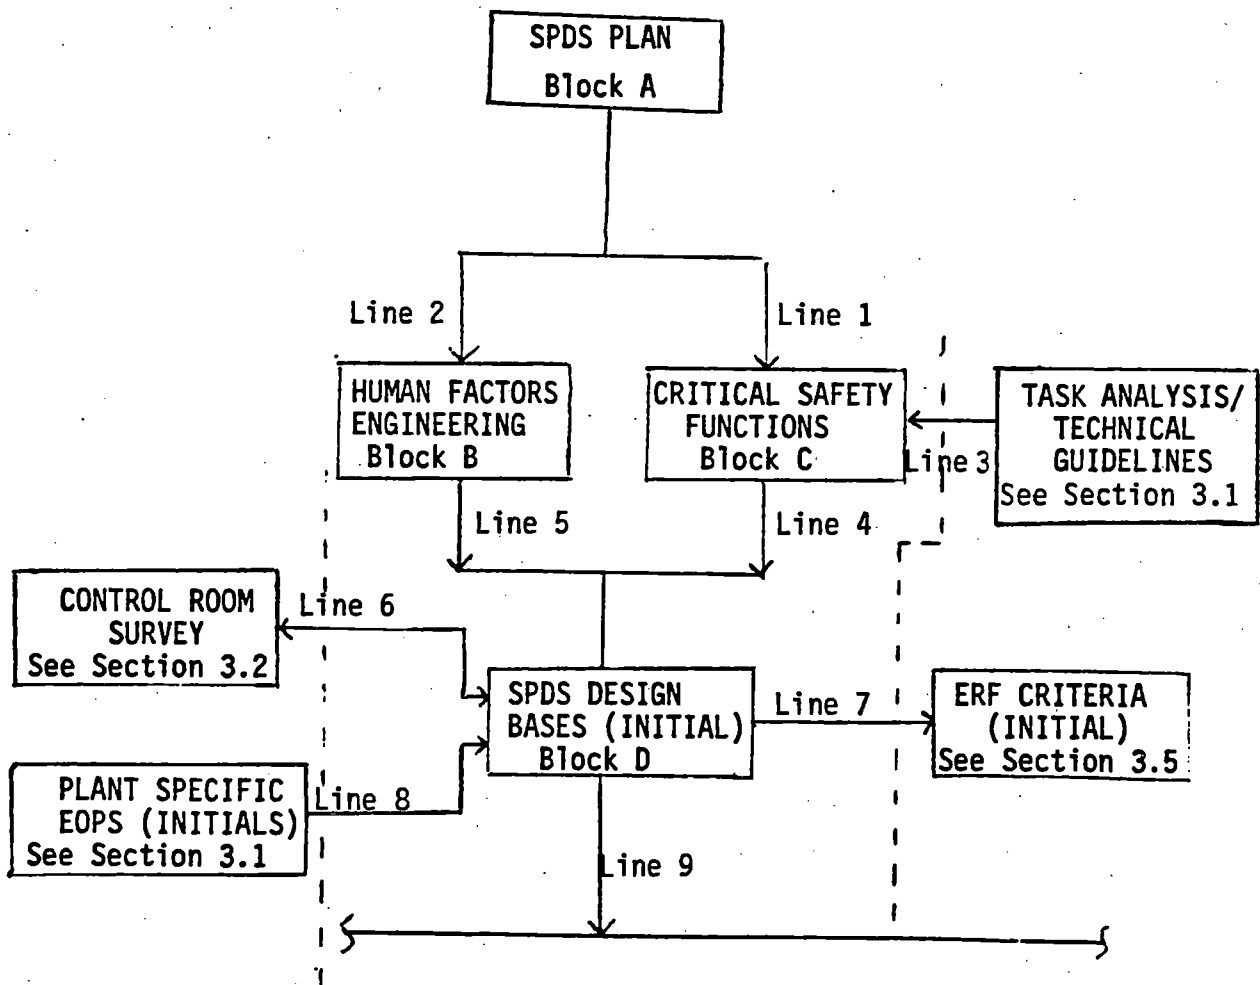 SPDS PLAN
Block A
Line 2
Line 1
HUMAN FACTORS
ENGINEERING
Block B
CRITICAL SAFETY
FUNCTIONS
Block C
Line 3
TASK ANALYSIS/
TECHNICAL
GUIDELINES
See Section 3.1
Line 5
Line 4
CONTROL ROOM
SURVEY
See Section 3.2
Line 6
SPDS DESIGN
BASES (INITIAL)
Block D
Line 7
ERF CRITERIA
(INITIAL)
See Section 3.5
PLANT SPECIFIC
EOPS (INITIALS)
See Section 3.1
Line 8
Line 9